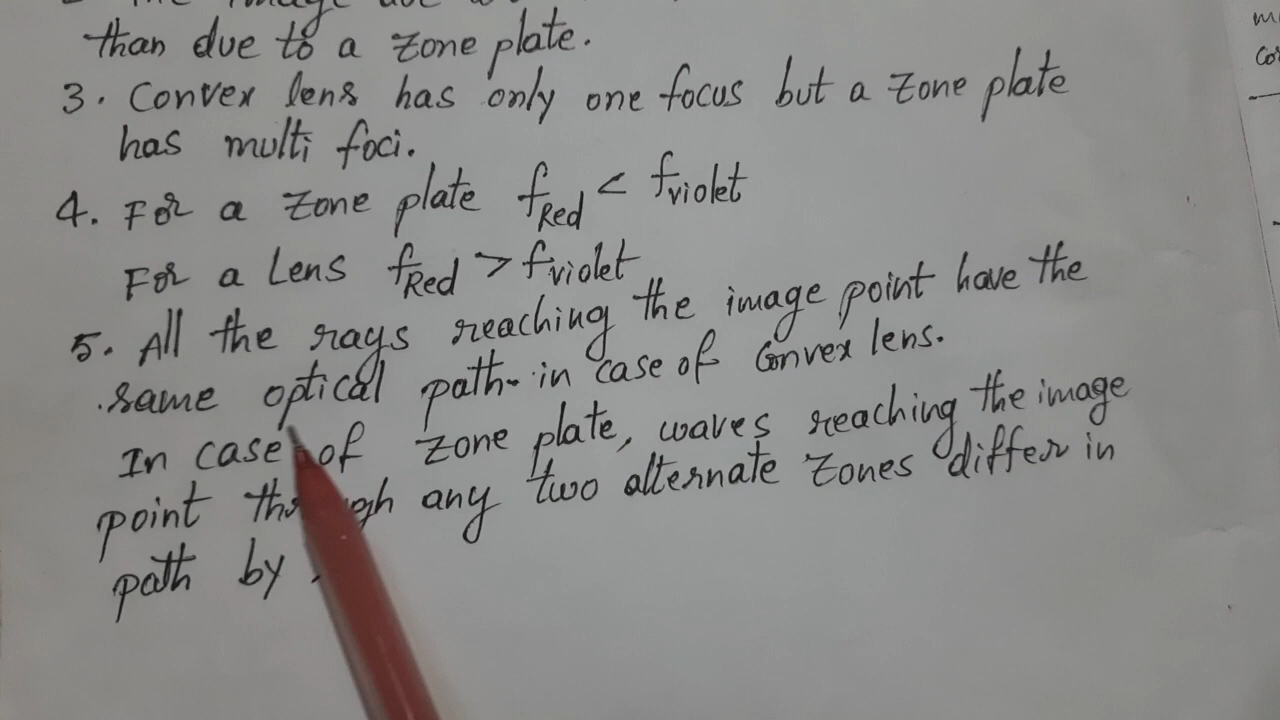 than due to a zone plate.
3. Convex lens has only one focus but a zone plate
has multi foci.
4. For a zone plate fRed < fviolet
For a Lens fRed > fviolet
5. All the rays reaching the image point have the
same optical path in case of Convex lens.
In case of zone plate, waves reaching the image
point through any two alternate zones differ in
path by